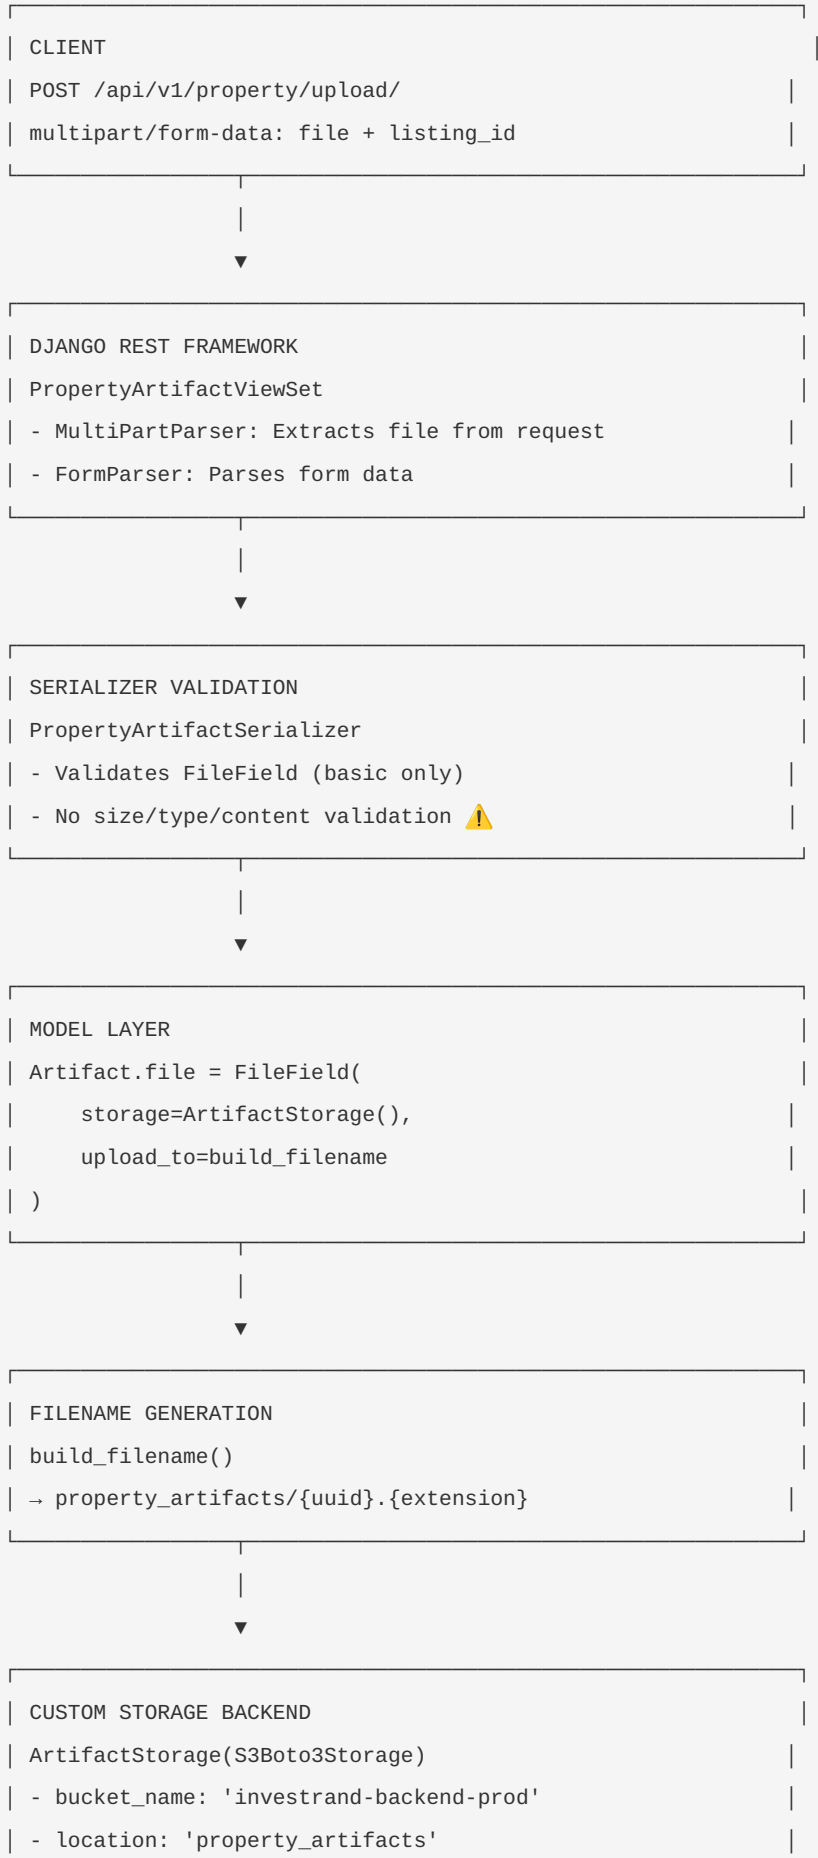 CLIENT
POST /api/v1/property/upload/
multipart/form-data: file + listing_id
DJANGO REST FRAMEWORK
PropertyArtifactViewSet
- MultiPartParser: Extracts file from request
- FormParser: Parses form data
SERIALIZER VALIDATION
PropertyArtifactSerializer
- Validates FileField (basic only)
- No size/type/content validation ⚠️
MODEL LAYER
Artifact.file = FileField(
    storage=ArtifactStorage(),
    upload_to=build_filename
)
FILENAME GENERATION
build_filename()
→ property_artifacts/{uuid}.{extension}
CUSTOM STORAGE BACKEND
ArtifactStorage(S3Boto3Storage)
- bucket_name: 'investrand-backend-prod'
- location: 'property_artifacts'